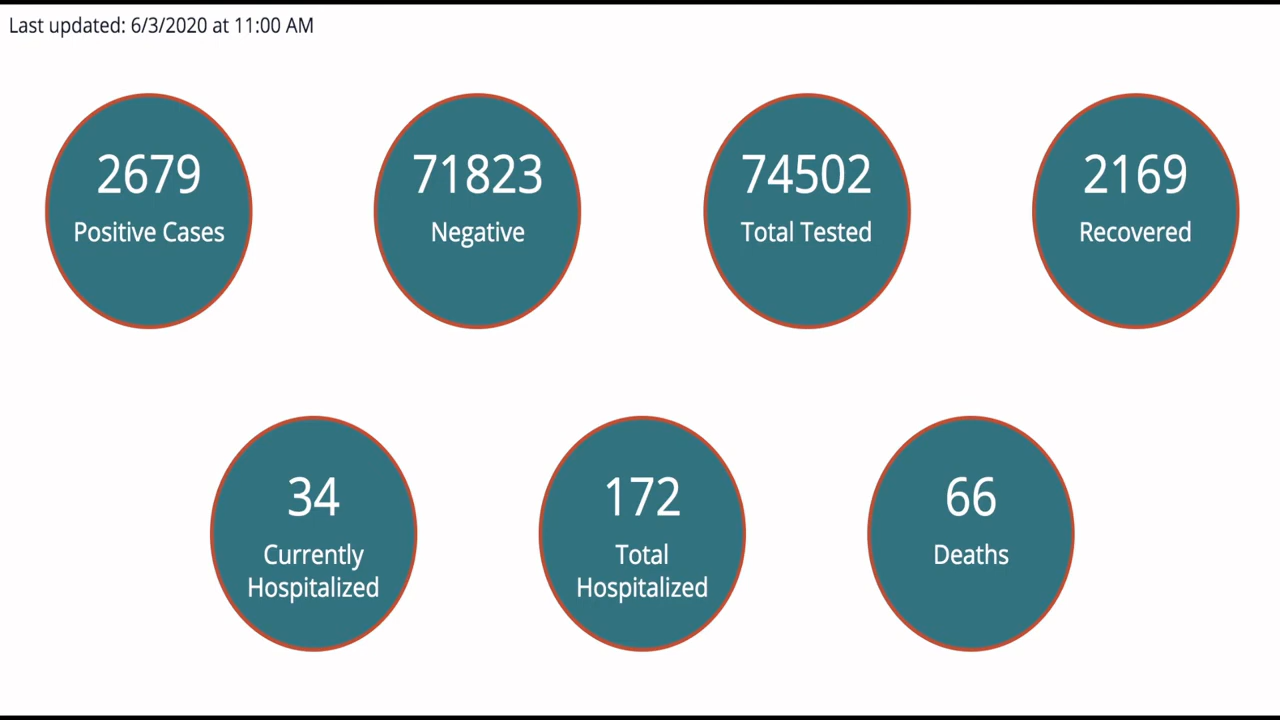 Last updated: 6/3/2020 at 11:00 AM
2679
Positive Cases
71823
Negative
74502
Total Tested
2169
Recovered
34
Currently
Hospitalized
172
Total
Hospitalized
66
Deaths